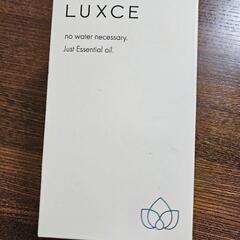 LUXCE
no water necessary.
Just Essential oil.